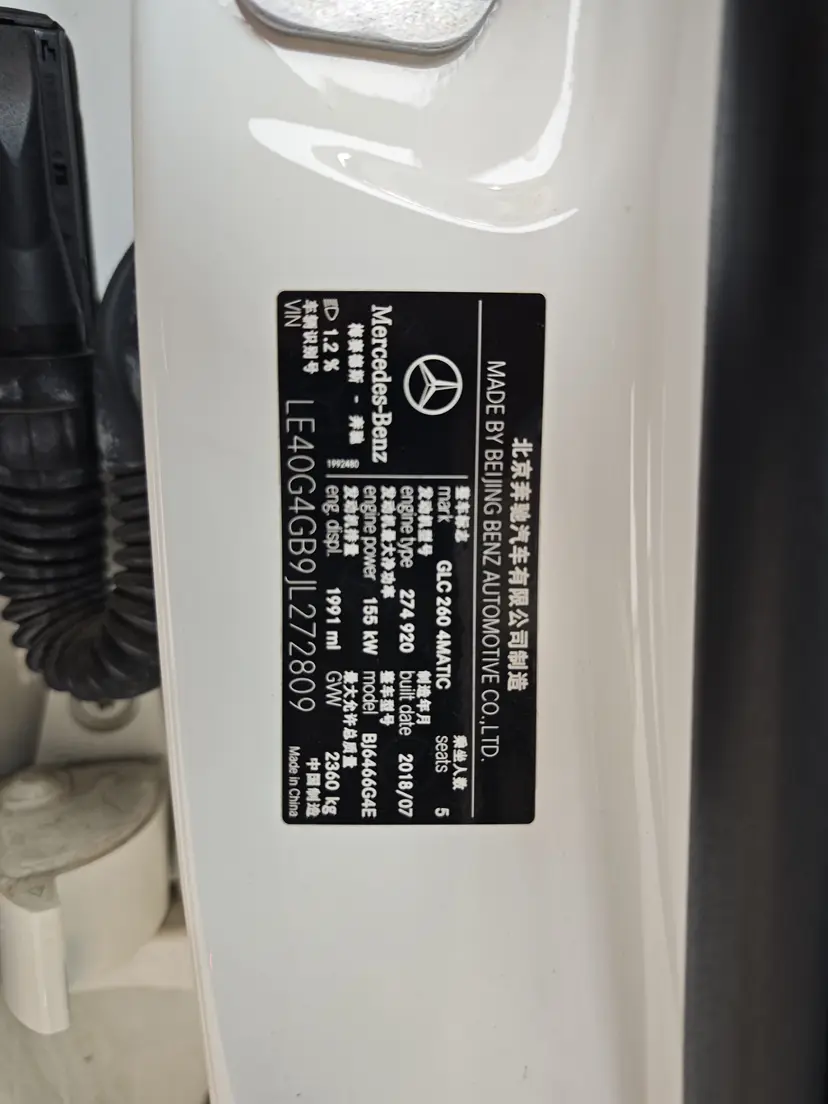 北京奔驰汽车有限公司制造
MADE BY BEIJING BENZ AUTOMOTIVE CO.,LTD.
Mercedes-Benz
梅赛德斯 - 奔驰
1.2 %
1992480
整车标志
mark GLC 260 4MATIC
乘坐人数
seats 5
发动机型号
engine type 274 920
制造年月
built date 2018/07
发动机最大净功率
engine power 155 kW
整车型号
model BJ6466G4E
发动机排量
eng. displ. 1991 ml
最大允许总质量
GVW 2360 kg
车辆识别号
VIN LE40G4GB9JL272809
中国制造
Made in China